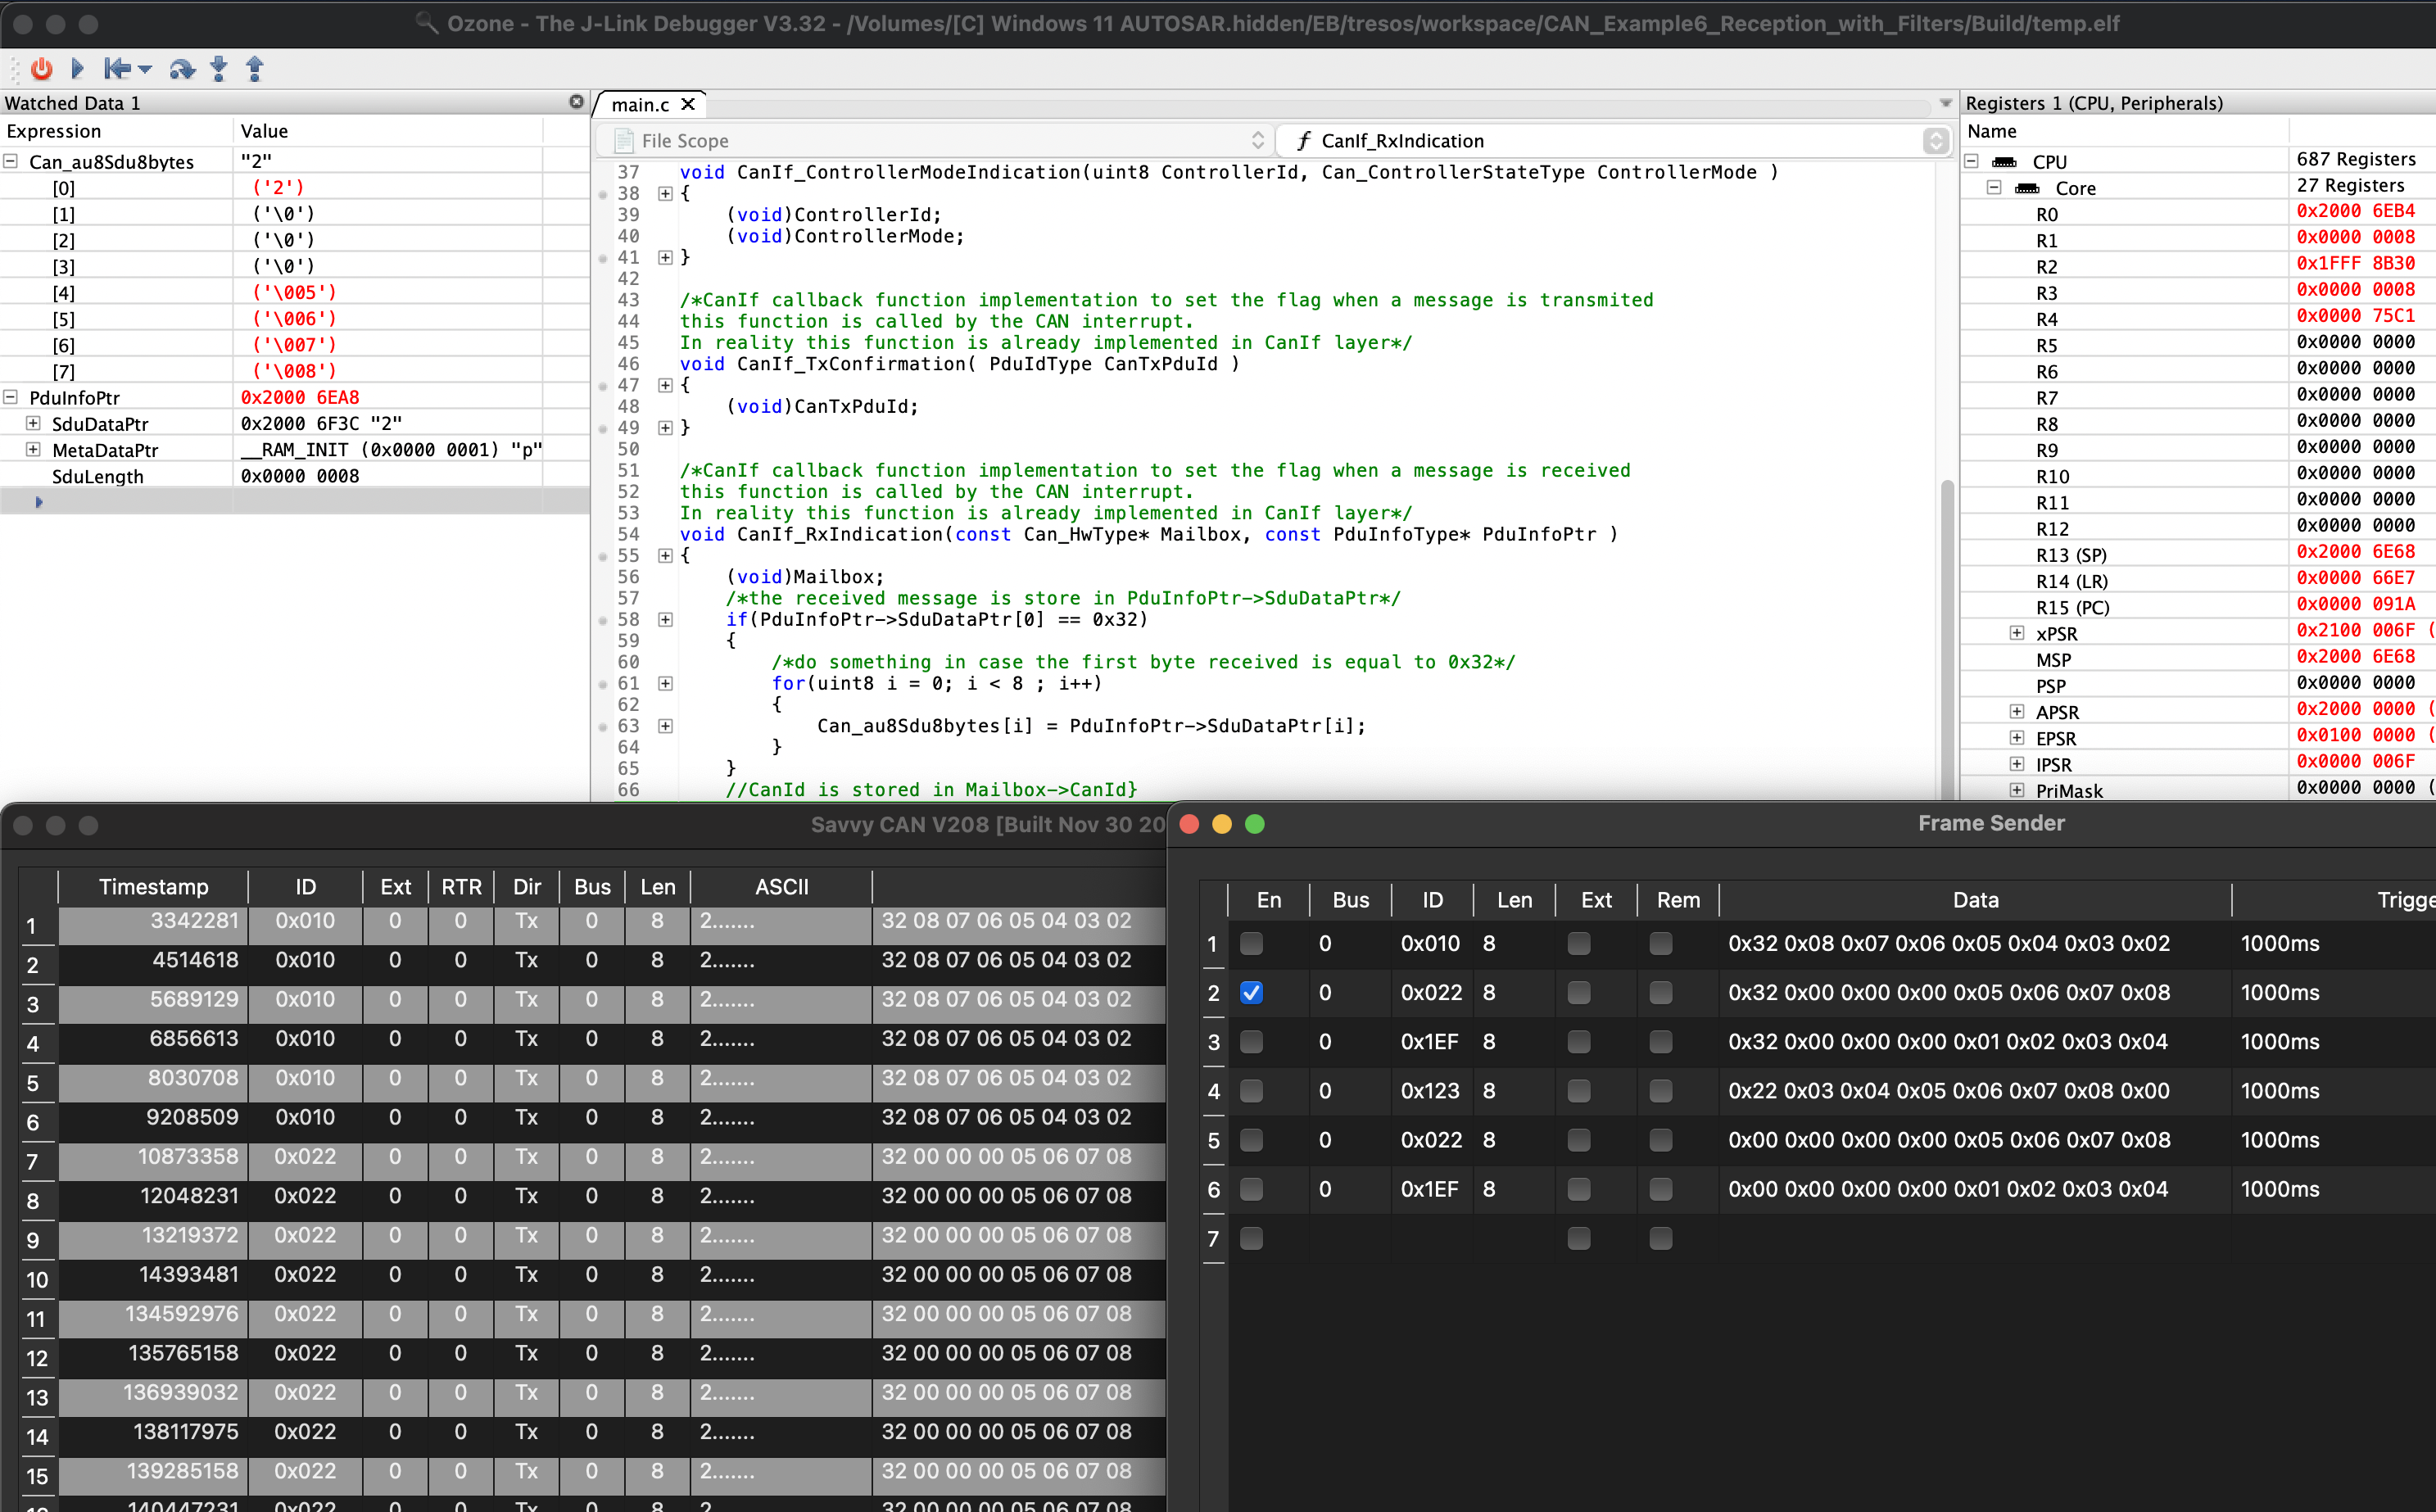 Ozone - The J-Link Debugger V3.32 - /Volumes/[C] Windows 11 AUTOSAR.hidden/EB/tresos/workspace/CAN_Example6_Reception_with_Filters/Build/temp.elf
Watched Data 1
Expression Value
Can_au8Sdu8bytes "2"
[0] ('2')
[1] ('\0')
[2] ('\0')
[3] ('\0')
[4] ('\005')
[5] ('\006')
[6] ('\007')
[7] ('\008')
PduInfoPtr 0x2000 6EA8
SduDataPtr 0x2000 6F3C "2"
MetaDataPtr __RAM_INIT (0x0000 0001) "p"
SduLength 0x0000 0008
main.c
File Scope
f CanIf_RxIndication
37 void CanIf_ControllerModeIndication(uint8 ControllerId, Can_ControllerStateType ControllerMode )
38 {
39 (void)ControllerId;
40 (void)ControllerMode;
41 }
42
43 /*CanIf callback function implementation to set the flag when a message is transmited
44 this function is called by the CAN interrupt.
45 In reality this function is already implemented in CanIf layer*/
46 void CanIf_TxConfirmation( PduIdType CanTxPduId )
47 {
48 (void)CanTxPduId;
49 }
50
51 /*CanIf callback function implementation to set the flag when a message is received
52 this function is called by the CAN interrupt.
53 In reality this function is already implemented in CanIf layer*/
54 void CanIf_RxIndication(const Can_HwType* Mailbox, const PduInfoType* PduInfoPtr )
55 {
56 (void)Mailbox;
57 /*the received message is store in PduInfoPtr->SduDataPtr*/
58 if(PduInfoPtr->SduDataPtr[0] == 0x32)
59 {
60 /*do something in case the first byte received is equal to 0x32*/
61 for(uint8 i = 0; i < 8 ; i++)
62 {
63 Can_au8Sdu8bytes[i] = PduInfoPtr->SduDataPtr[i];
64 }
65 }
66 //CanId is stored in Mailbox->CanId}
Registers 1 (CPU, Peripherals)
Name
CPU 687 Registers
Core 27 Registers
R0 0x2000 6EB4
R1 0x0000 0008
R2 0x1FFF 8B30
R3 0x0000 0008
R4 0x0000 75C1
R5 0x0000 0000
R6 0x0000 0000
R7 0x0000 0000
R8 0x0000 0000
R9 0x0000 0000
R10 0x0000 0000
R11 0x0000 0000
R12 0x0000 0000
R13 (SP) 0x2000 6E68
R14 (LR) 0x0000 66E7
R15 (PC) 0x0000 091A
xPSR 0x2100 006F (
MSP 0x2000 6E68
PSP 0x0000 0000
APSR 0x2000 0000 (
EPSR 0x0100 0000 (
IPSR 0x0000 006F
PriMask 0x0000 0000 (
Savvy CAN V208 [Built Nov 30 20
Timestamp ID Ext RTR Dir Bus Len ASCII
1 3342281 0x010 0 0 Tx 0 8 2....... 32 08 07 06 05 04 03 02
2 4514618 0x010 0 0 Tx 0 8 2....... 32 08 07 06 05 04 03 02
3 5689129 0x010 0 0 Tx 0 8 2....... 32 08 07 06 05 04 03 02
4 6856613 0x010 0 0 Tx 0 8 2....... 32 08 07 06 05 04 03 02
5 8030708 0x010 0 0 Tx 0 8 2....... 32 08 07 06 05 04 03 02
6 9208509 0x010 0 0 Tx 0 8 2....... 32 08 07 06 05 04 03 02
7 10873358 0x022 0 0 Tx 0 8 2....... 32 00 00 00 05 06 07 08
8 12048231 0x022 0 0 Tx 0 8 2....... 32 00 00 00 05 06 07 08
9 13219372 0x022 0 0 Tx 0 8 2....... 32 00 00 00 05 06 07 08
10 14393481 0x022 0 0 Tx 0 8 2....... 32 00 00 00 05 06 07 08
11 134592976 0x022 0 0 Tx 0 8 2....... 32 00 00 00 05 06 07 08
12 135765158 0x022 0 0 Tx 0 8 2....... 32 00 00 00 05 06 07 08
13 136939032 0x022 0 0 Tx 0 8 2....... 32 00 00 00 05 06 07 08
14 138117975 0x022 0 0 Tx 0 8 2....... 32 00 00 00 05 06 07 08
15 139285158 0x022 0 0 Tx 0 8 2....... 32 00 00 00 05 06 07 08
140447231 0x022 0 0 Tx 0 8 2 32 00 00 00 05 06 07 08
Frame Sender
En Bus ID Len Ext Rem Data Trigge
1 0 0x010 8 0x32 0x08 0x07 0x06 0x05 0x04 0x03 0x02 1000ms
2 0 0x022 8 0x32 0x00 0x00 0x00 0x05 0x06 0x07 0x08 1000ms
3 0 0x1EF 8 0x32 0x00 0x00 0x00 0x01 0x02 0x03 0x04 1000ms
4 0 0x123 8 0x22 0x03 0x04 0x05 0x06 0x07 0x08 0x00 1000ms
5 0 0x022 8 0x00 0x00 0x00 0x00 0x05 0x06 0x07 0x08 1000ms
6 0 0x1EF 8 0x00 0x00 0x00 0x00 0x01 0x02 0x03 0x04 1000ms
7